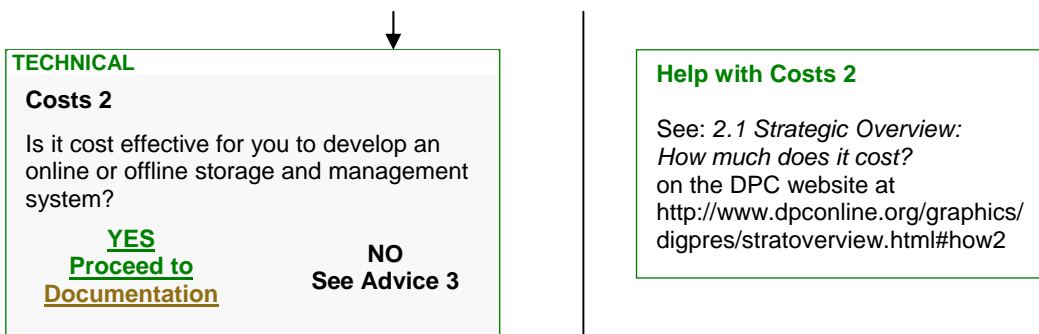 TECHNICAL
Costs 2
Is it cost effective for you to develop an
online or offline storage and management
system?
YES
Proceed to
Documentation
NO
See Advice 3
Help with Costs 2
See: 2.1 Strategic Overview:
How much does it cost?
on the DPC website at
http://www.dpconline.org/graphics/
digpres/stratoverview.html#how2